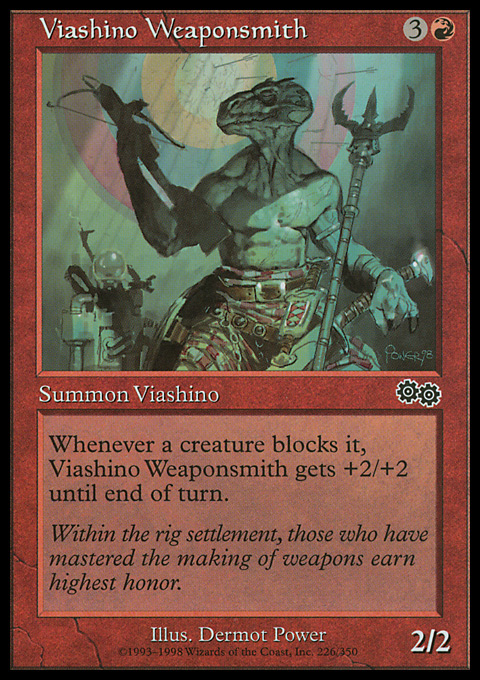 Viashino Weaponsmith 3
POWER98
Summon Viashino
Whenever a creature blocks it,
Viashino Weaponsmith gets +2/+2
until end of turn.
Within the rig settlement, those who have
mastered the making of weapons earn
highest honor.
Illus. Dermot Power
2/2
©1993–1998 Wizards of the Coast, Inc. 226/350